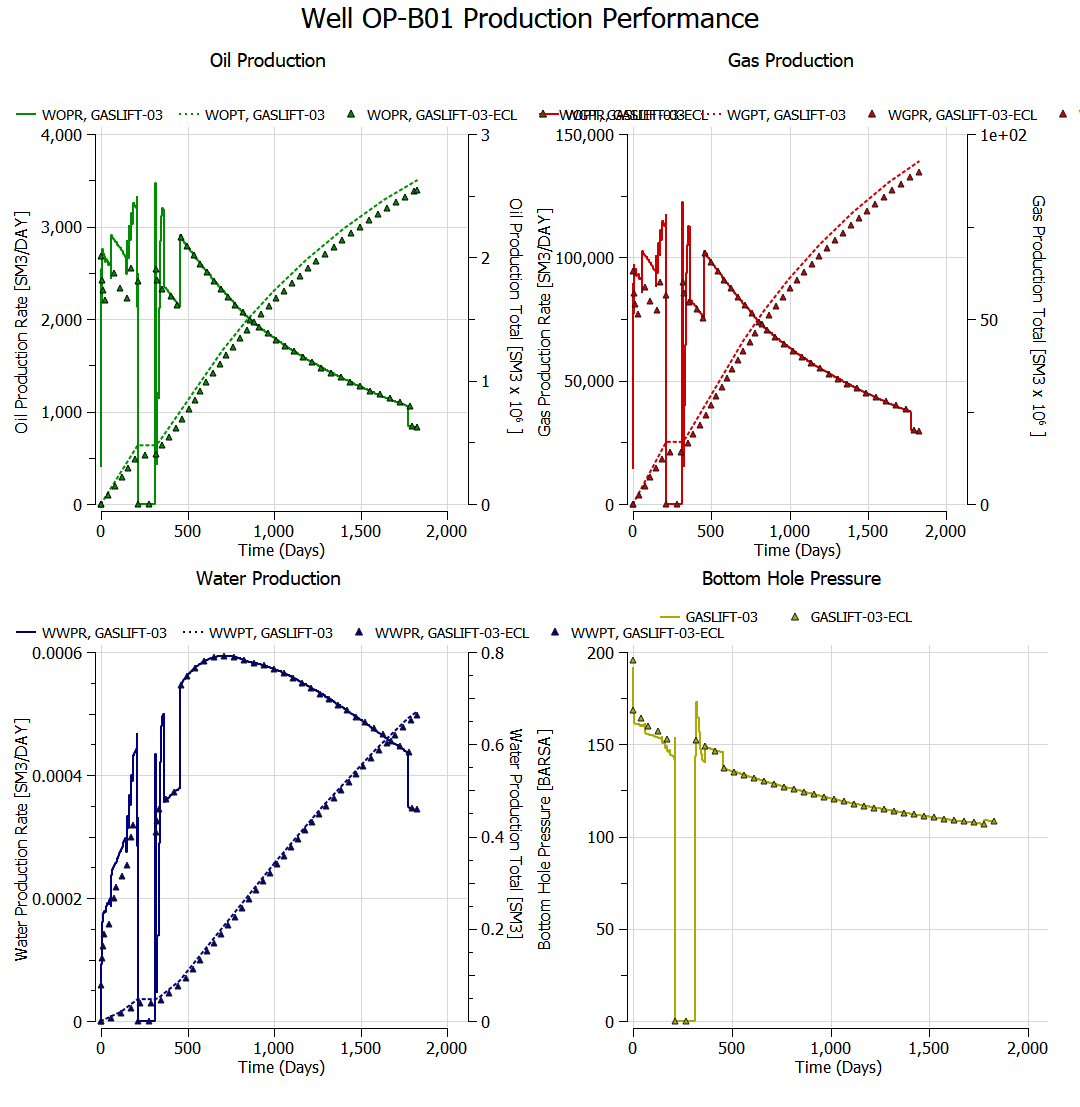 Well OP-B01 Production Performance
Oil Production
WOPR, GASLIFT-03
WOPT, GASLIFT-03
WOPR, GASLIFT-03-ECL
4,000
3,000
2,000
1,000
0
3
2
1
0
Oil Production Rate [SM3/DAY]
Oil Production Total [SM3 x 10⁶ ]
0
500
1,000
1,500
2,000
Time (Days)
Gas Production
WGPT, GASLIFT-03
WGPR, GASLIFT-03-ECL
150,000
100,000
50,000
0
1e+02
50
0
Gas Production Rate [SM3/DAY]
Gas Production Total [SM3 x 10⁶ ]
0
500
1,000
1,500
2,000
Time (Days)
Water Production
WWPR, GASLIFT-03
WWPT, GASLIFT-03
WWPR, GASLIFT-03-ECL
WWPT, GASLIFT-03-ECL
0.0006
0.0004
0.0002
0
0.8
0.6
0.4
0.2
0
Water Production Rate [SM3/DAY]
Water Production Total [SM3]
0
500
1,000
1,500
2,000
Time (Days)
Bottom Hole Pressure
GASLIFT-03
GASLIFT-03-ECL
200
150
100
50
0
Bottom Hole Pressure [BARSA]
0
500
1,000
1,500
2,000
Time (Days)